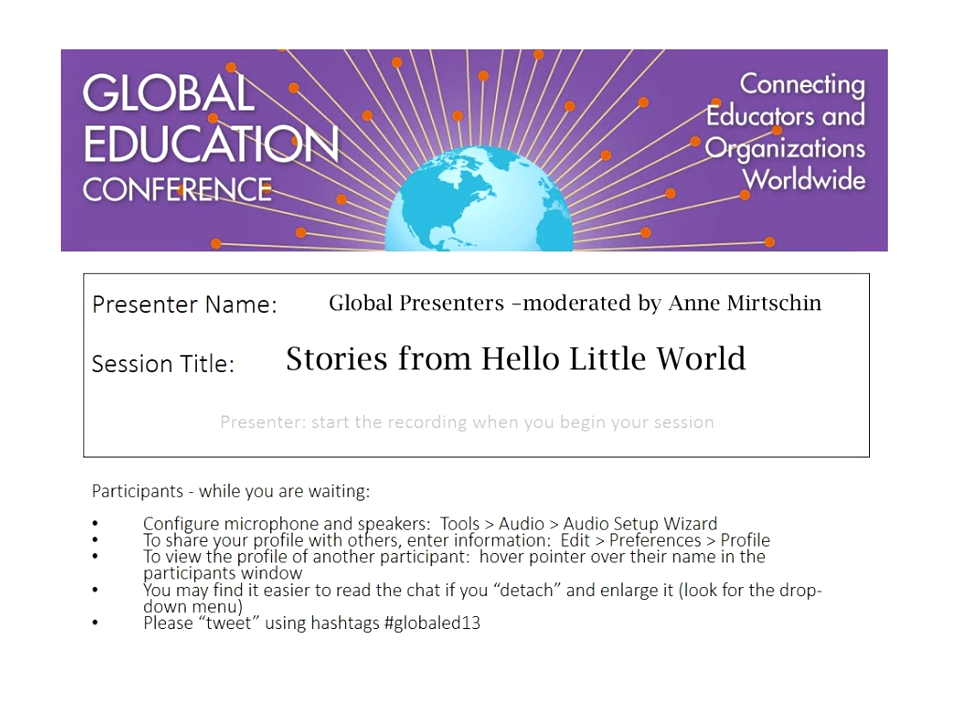 GLOBAL
EDUCATION
CONFERENCE
Connecting
Educators and
Organizations
Worldwide
Presenter Name: Global Presenters –moderated by Anne Mirtschin
Session Title: Stories from Hello Little World
Presenter: start the recording when you begin your session
Participants - while you are waiting:
• Configure microphone and speakers: Tools > Audio > Audio Setup Wizard
• To share your profile with others, enter information: Edit > Preferences > Profile
• To view the profile of another participant: hover pointer over their name in the
participants window
• You may find it easier to read the chat if you “detach” and enlarge it (look for the drop-
down menu)
• Please “tweet” using hashtags #globaled13